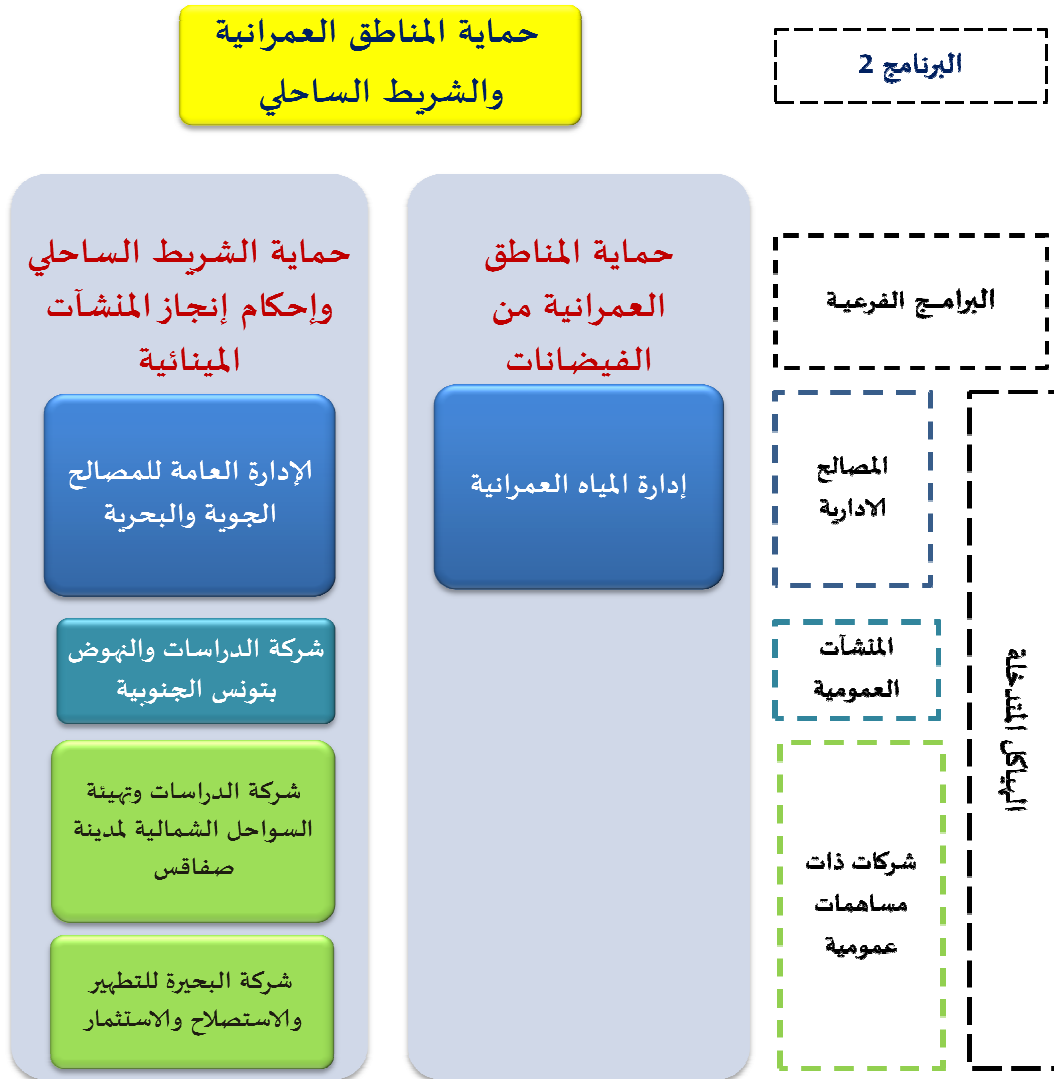 البرنامج 2
حماية المناطق العمرانية
والشريط الساحلي
البرامج الفرعية
حماية المناطق
العمرانية من
الفيضانات
حماية الشريط الساحلي
وإحكام إنجاز المنشآت
المينائية
الهياكل المتدخلة
المصالح
الادارية
إدارة المياه العمرانية
الإدارة العامة للمصالح
الجوية والبحرية
المنشآت
العمومية
شركة الدراسات والنهوض
بتونس الجنوبية
شركات ذات
مساهمات
عمومية
شركة الدراسات وتهيئة
السواحل الشمالية لمدينة
صفاقس
شركة البحيرة للتطهير
والاستصلاح والاستثمار